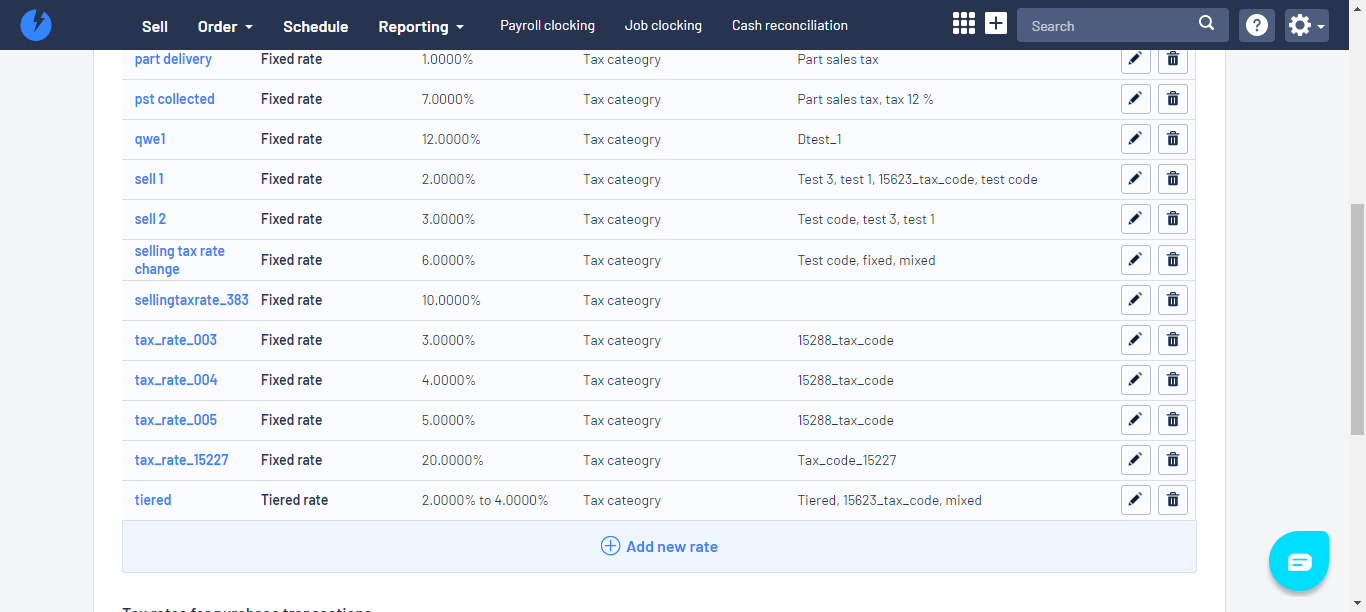 Sell Order Schedule Reporting Payroll clocking Job clocking Cash reconciliation Search
part delivery Fixed rate 1.0000% Tax cateogry Part sales tax
pst collected Fixed rate 7.0000% Tax cateogry Part sales tax, tax 12 %
qwe1 Fixed rate 12.0000% Tax cateogry Dtest_1
sell 1 Fixed rate 2.0000% Tax cateogry Test 3, test 1, 15623_tax_code, test code
sell 2 Fixed rate 3.0000% Tax cateogry Test code, test 3, test 1
selling tax rate
change Fixed rate 6.0000% Tax cateogry Test code, fixed, mixed
sellingtaxrate_383 Fixed rate 10.0000% Tax cateogry
tax_rate_003 Fixed rate 3.0000% Tax cateogry 15288_tax_code
tax_rate_004 Fixed rate 4.0000% Tax cateogry 15288_tax_code
tax_rate_005 Fixed rate 5.0000% Tax cateogry 15288_tax_code
tax_rate_15227 Fixed rate 20.0000% Tax cateogry Tax_code_15227
tiered Tiered rate 2.0000% to 4.0000% Tax cateogry Tiered, 15623_tax_code, mixed
Add new rate
Tax rates for purchase transactions